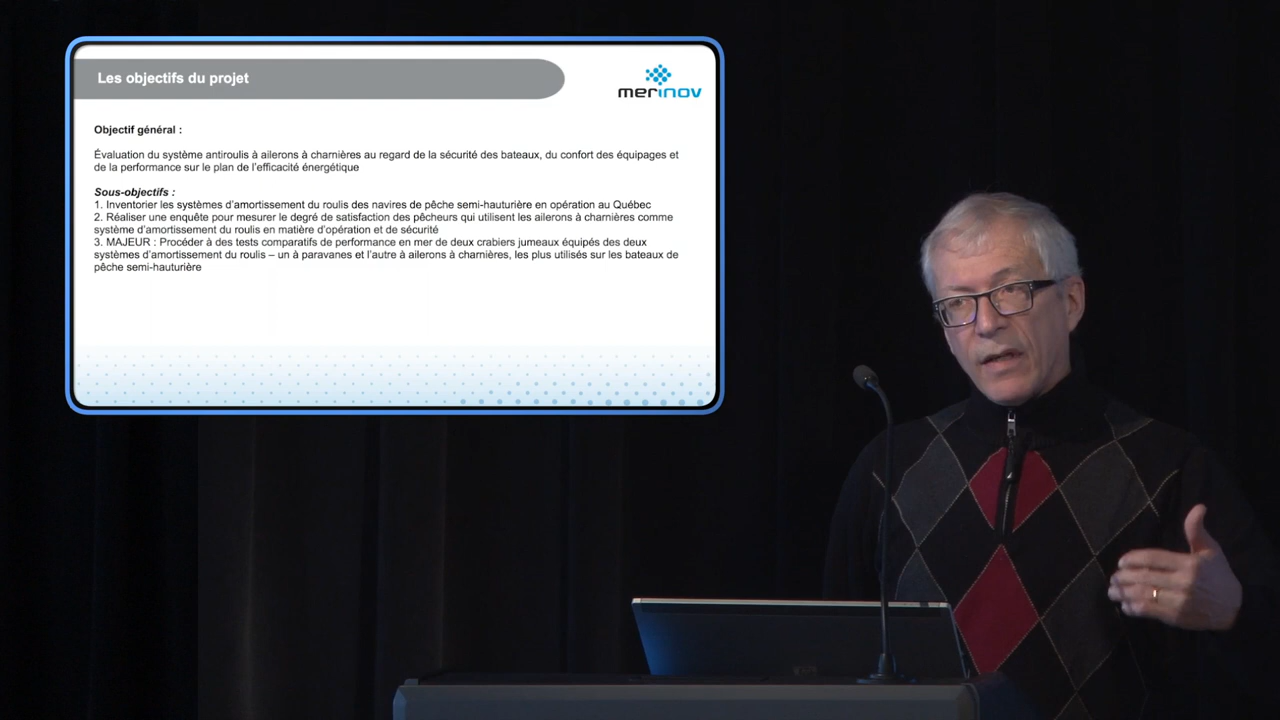 Les objectifs du projet
merinov
Objectif général :
Évaluation du système antiroulis à ailerons à charnières au regard de la sécurité des bateaux, du confort des équipages et
de la performance sur le plan de l'efficacité énergétique
Sous-objectifs :
1. Inventorier les systèmes d'amortissement du roulis des navires de pêche semi-hauturière en opération au Québec
2. Réaliser une enquête pour mesurer le degré de satisfaction des pêcheurs qui utilisent les ailerons à charnières comme
système d'amortissement du roulis en matière d'opération et de sécurité
3. MAJEUR : Procéder à des tests comparatifs de performance en mer de deux crabiers jumeaux équipés des deux
systèmes d'amortissement du roulis – un à paravanes et l'autre à ailerons à charnières, les plus utilisés sur les bateaux de
pêche semi-hauturière